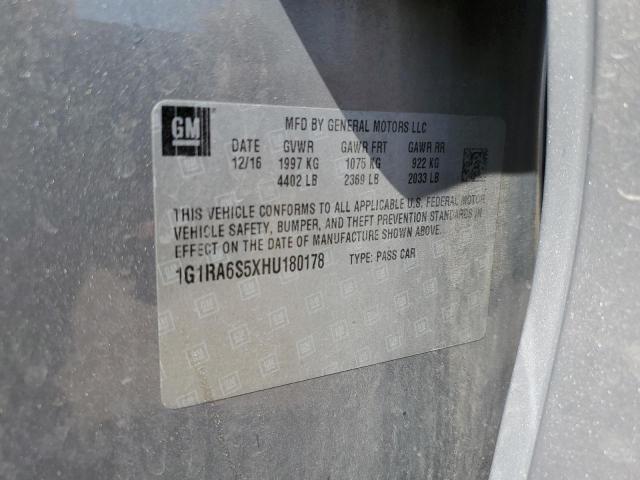 GM
MFD BY GENERAL MOTORS LLC
DATE GVWR GAWR FRT GAWR RR
12/16 1997 KG 1075 KG 922 KG
4402 LB 2369 LB 2033 LB
THIS VEHICLE CONFORMS TO ALL APPLICABLE U.S. FEDERAL MOTOR
VEHICLE SAFETY, BUMPER, AND THEFT PREVENTION STANDARDS IN
EFFECT ON THE DATE OF MANUFACTURE SHOWN ABOVE.
1G1RA6S5XHU180178 TYPE: PASS CAR